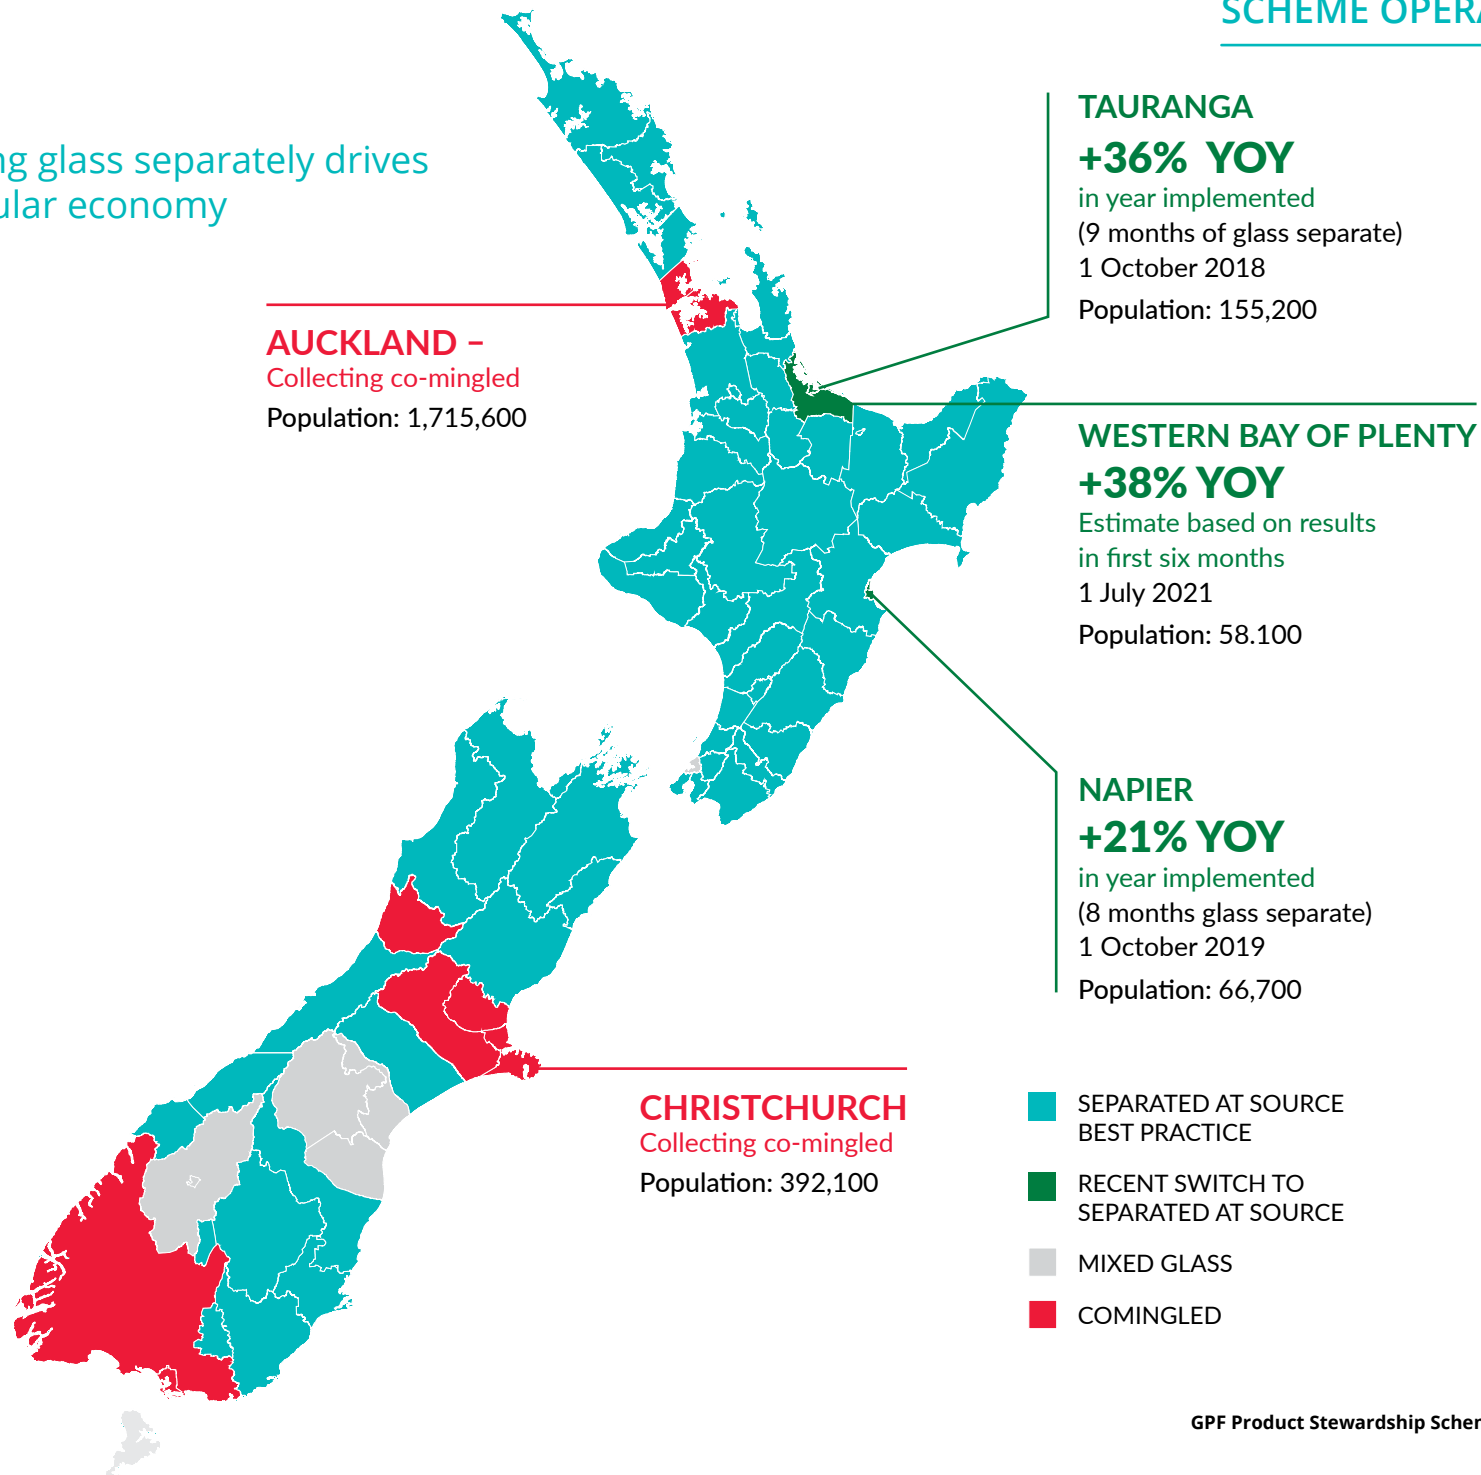 SCHEME OPERA
ng glass separately drives
ular economy
TAURANGA
+36% YOY
in year implemented
(9 months of glass separate)
1 October 2018
Population: 155,200
AUCKLAND –
Collecting co-mingled
Population: 1,715,600
WESTERN BAY OF PLENTY
+38% YOY
Estimate based on results
in first six months
1 July 2021
Population: 58.100
NAPIER
+21% YOY
in year implemented
(8 months glass separate)
1 October 2019
Population: 66,700
CHRISTCHURCH
Collecting co-mingled
Population: 392,100
SEPARATED AT SOURCE
BEST PRACTICE
RECENT SWITCH TO
SEPARATED AT SOURCE
MIXED GLASS
COMINGLED
GPF Product Stewardship Schem